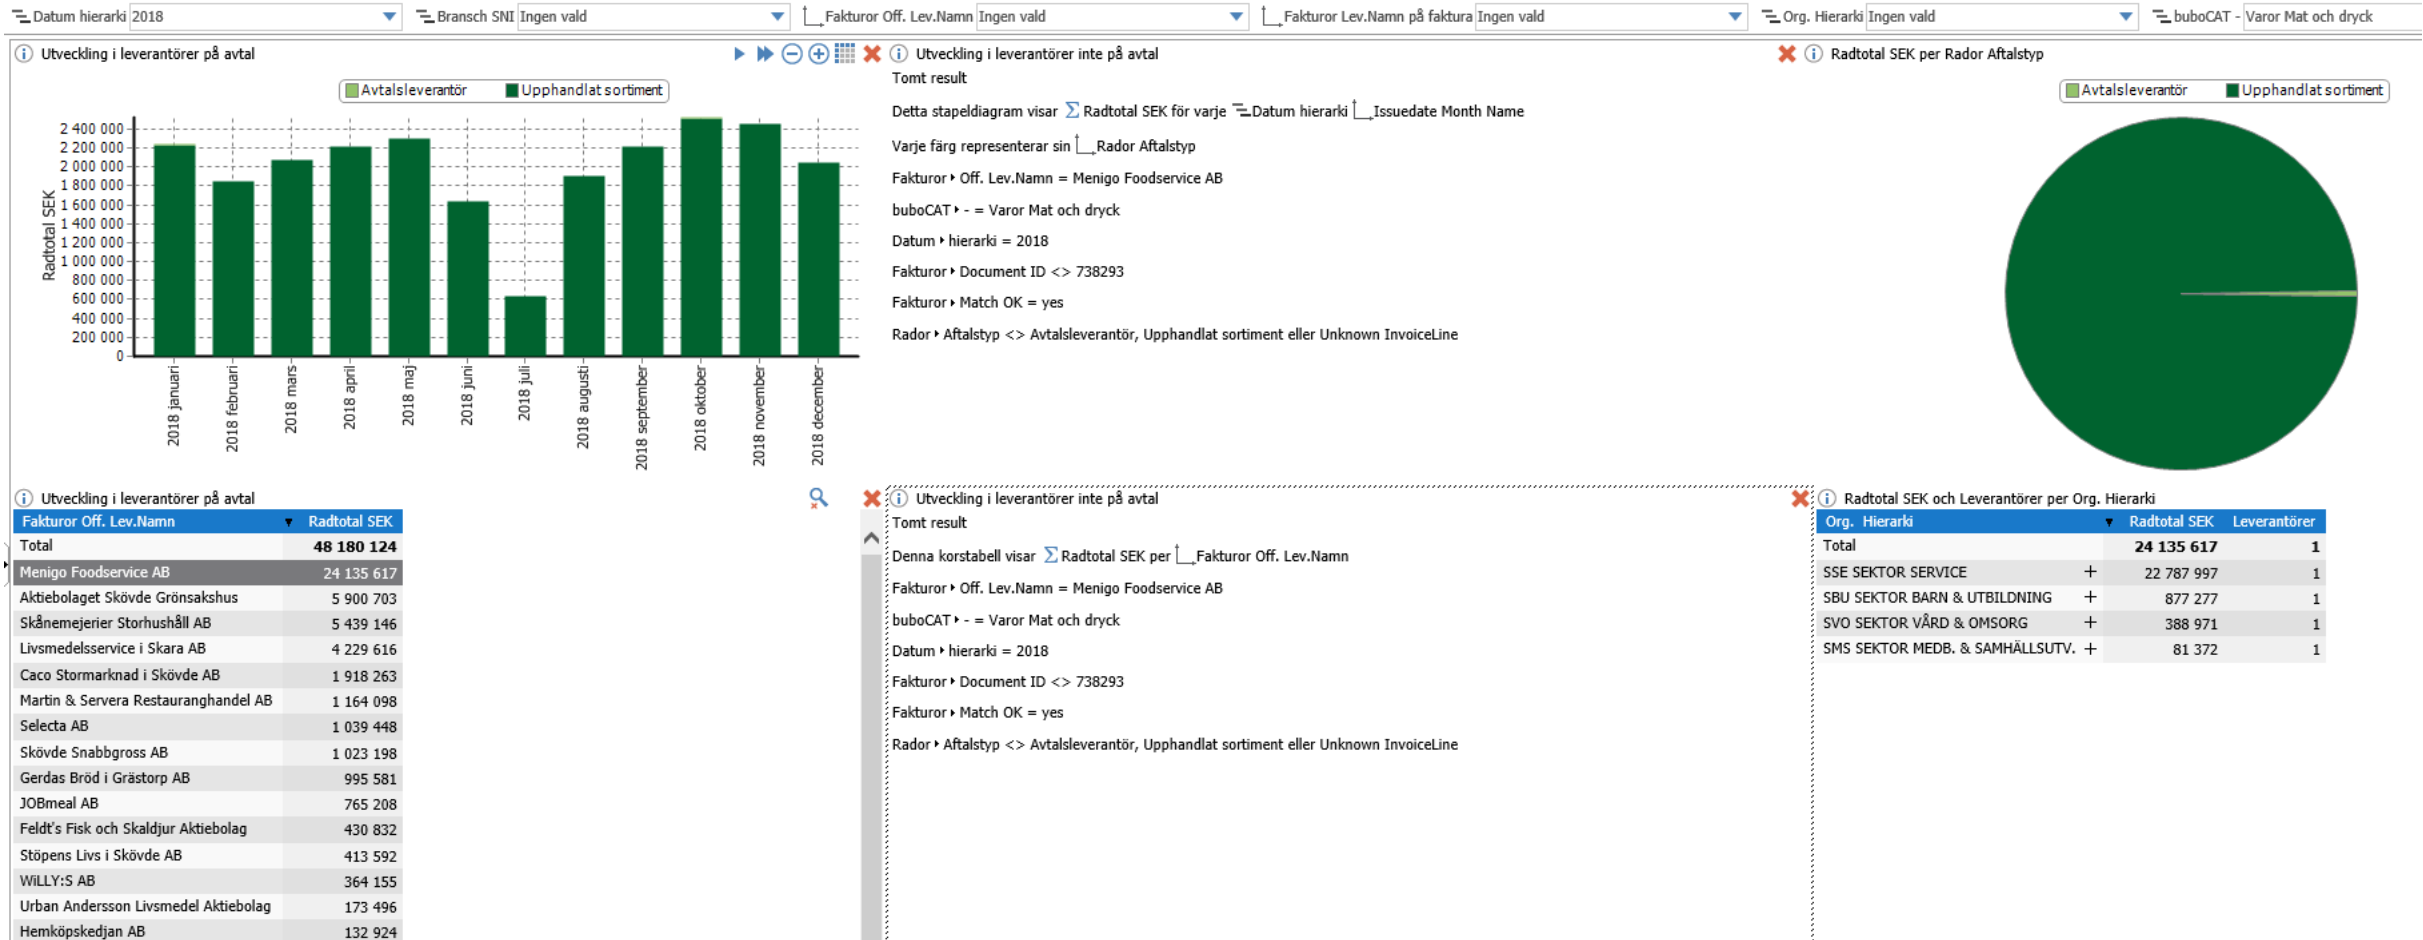 Datum hierarki 2018 Bransch SNI Ingen vald Fakturor Off. Lev.Namn Ingen vald Fakturor Lev.Namn på faktura Ingen vald Org. Hierarki Ingen vald buboCAT - Varor Mat och dryck
Utveckling i leverantörer på avtal
Avtalsleverantör Upphandlat sortiment
Radtotal SEK
2 400 000
2 200 000
2 000 000
1 800 000
1 600 000
1 400 000
1 200 000
1 000 000
800 000
600 000
400 000
200 000
0
2018 januari
2018 februari
2018 mars
2018 april
2018 maj
2018 juni
2018 juli
2018 augusti
2018 september
2018 oktober
2018 november
2018 december
Utveckling i leverantörer inte på avtal
Tomt result
Detta stapeldiagram visar Σ Radtotal SEK för varje Datum hierarki Issuedate Month Name
Varje färg representerar sin Rador Aftalstyp
Fakturor Off. Lev.Namn = Menigo Foodservice AB
buboCAT - = Varor Mat och dryck
Datum hierarki = 2018
Fakturor Document ID <> 738293
Fakturor Match OK = yes
Rador Aftalstyp <> Avtalsleverantör, Upphandlat sortiment eller Unknown InvoiceLine
Radtotal SEK per Rador Aftalstyp
Avtalsleverantör Upphandlat sortiment
Utveckling i leverantörer på avtal
Fakturor Off. Lev.Namn Radtotal SEK
Total 48 180 124
Menigo Foodservice AB 24 135 617
Aktiebolaget Skövde Grönsakshus 5 900 703
Skånemejerier Storhushåll AB 5 439 146
Livsmedelsservice i Skara AB 4 229 616
Caco Stormarknad i Skövde AB 1 918 263
Martin & Servera Restauranghandel AB 1 164 098
Selecta AB 1 039 448
Skövde Snabbgross AB 1 023 198
Gerdas Bröd i Grästorp AB 995 581
JOBmeal AB 765 208
Feldt's Fisk och Skaldjur Aktiebolag 430 832
Stöpens Livs i Skövde AB 413 592
WiLLY:S AB 364 155
Urban Andersson Livsmedel Aktiebolag 173 496
Hemköpskedjan AB 132 924
Utveckling i leverantörer inte på avtal
Tomt result
Denna korstabell visar Σ Radtotal SEK per Fakturor Off. Lev.Namn
Fakturor Off. Lev.Namn = Menigo Foodservice AB
buboCAT - = Varor Mat och dryck
Datum hierarki = 2018
Fakturor Document ID <> 738293
Fakturor Match OK = yes
Rador Aftalstyp <> Avtalsleverantör, Upphandlat sortiment eller Unknown InvoiceLine
Radtotal SEK och Leverantörer per Org. Hierarki
Org. Hierarki Radtotal SEK Leverantörer
Total 24 135 617 1
SSE SEKTOR SERVICE + 22 787 997 1
SBU SEKTOR BARN & UTBILDNING + 877 277 1
SVO SEKTOR VÅRD & OMSORG + 388 971 1
SMS SEKTOR MEDB. & SAMHÄLLSUTV. + 81 372 1